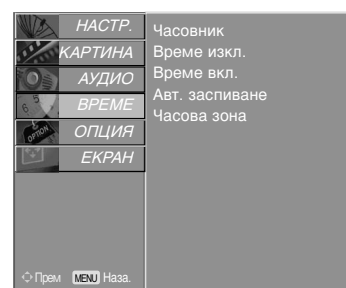 НАСТР.
КАРТИНА
АУДИО
ВРЕМЕ
ОПЦИЯ
ЕКРАН
Часовник
Време изкл.
Време вкл.
Авт. заспиване
Часова зона
Прем MENU Наза.